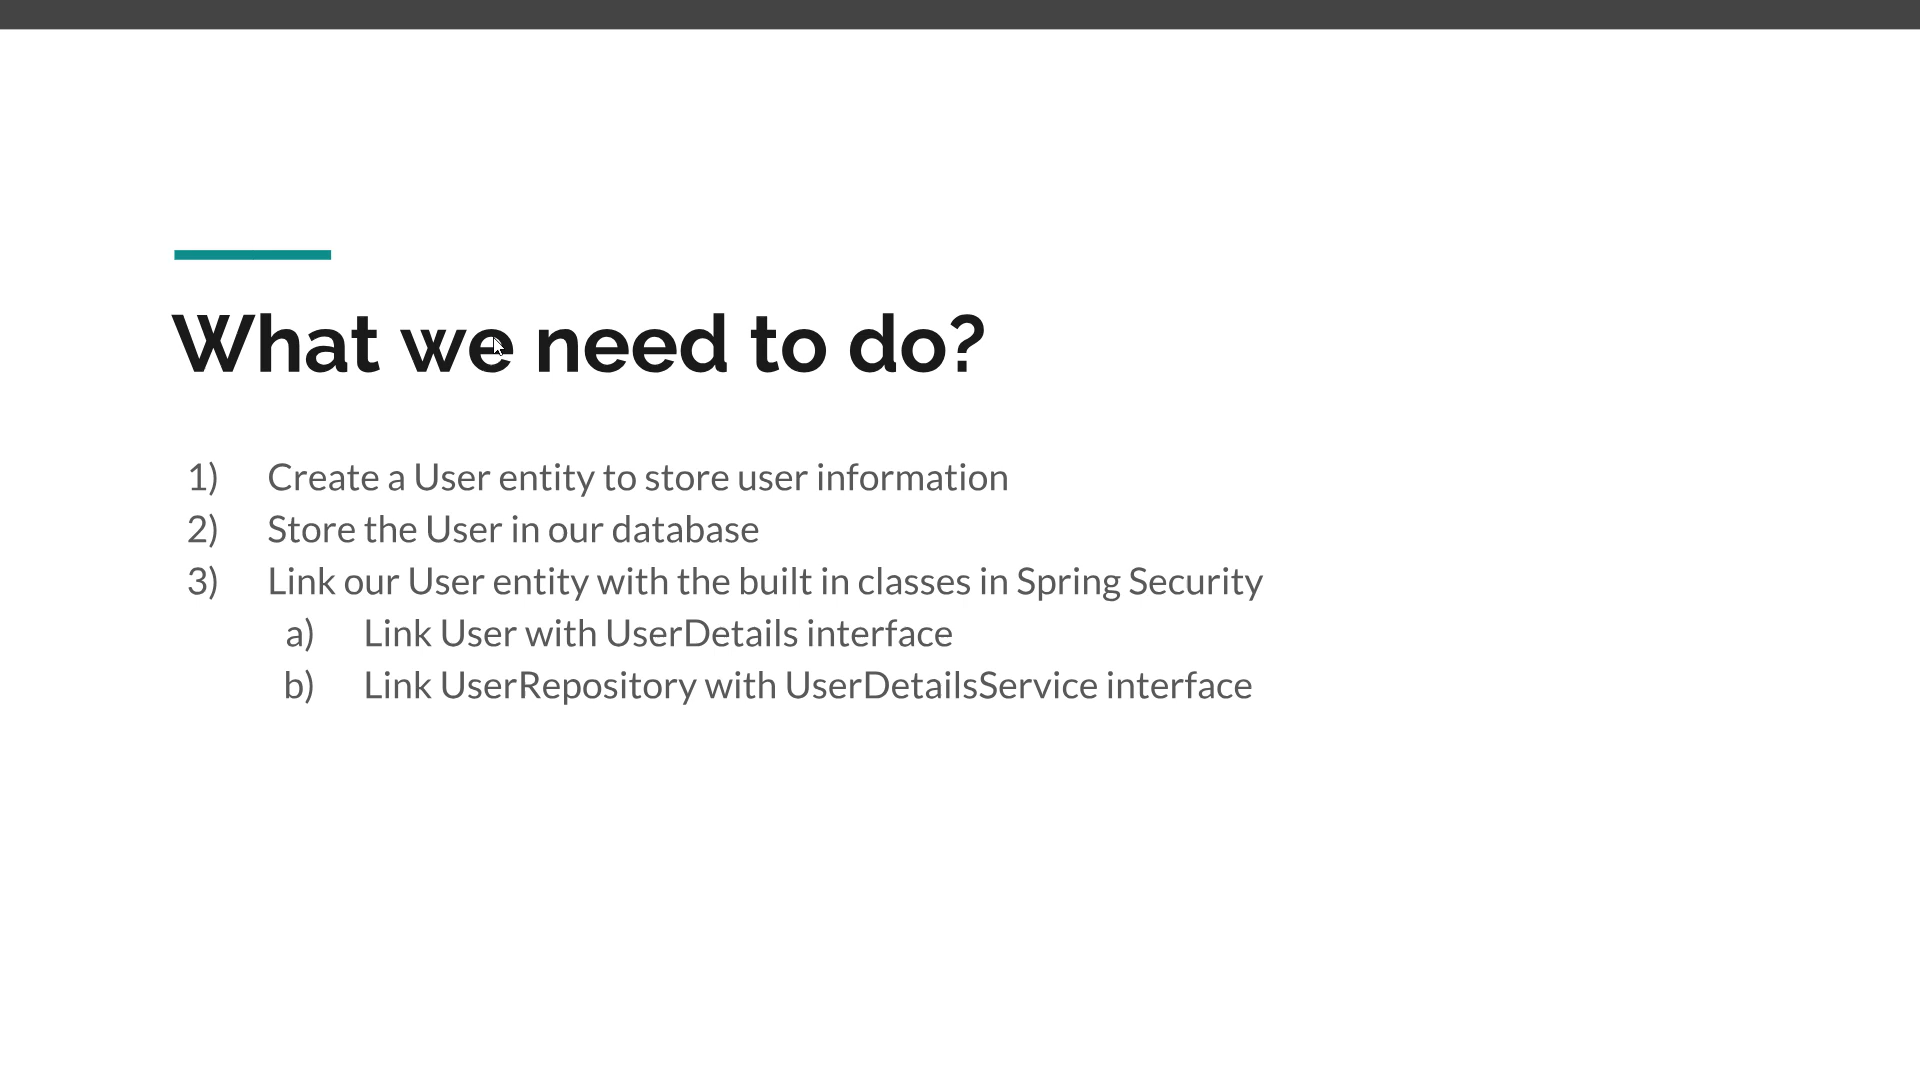 What we need to do?
1) Create a User entity to store user information
2) Store the User in our database
3) Link our User entity with the built in classes in Spring Security
a) Link User with UserDetails interface
b) Link UserRepository with UserDetailsService interface